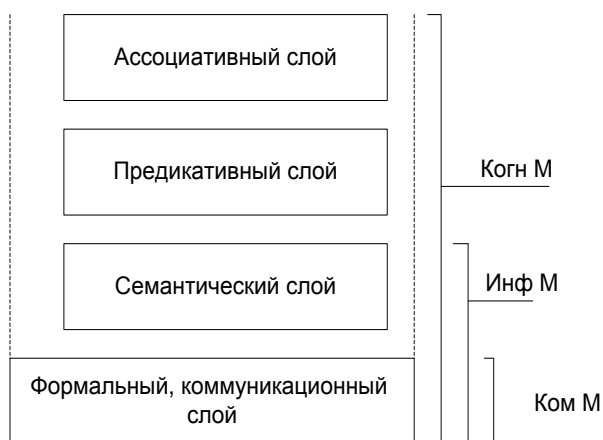 Ассоциативный слой
Предикативный слой
Когн М
Семантический слой
Инф М
Формальный, коммуникационный
слой
Ком М